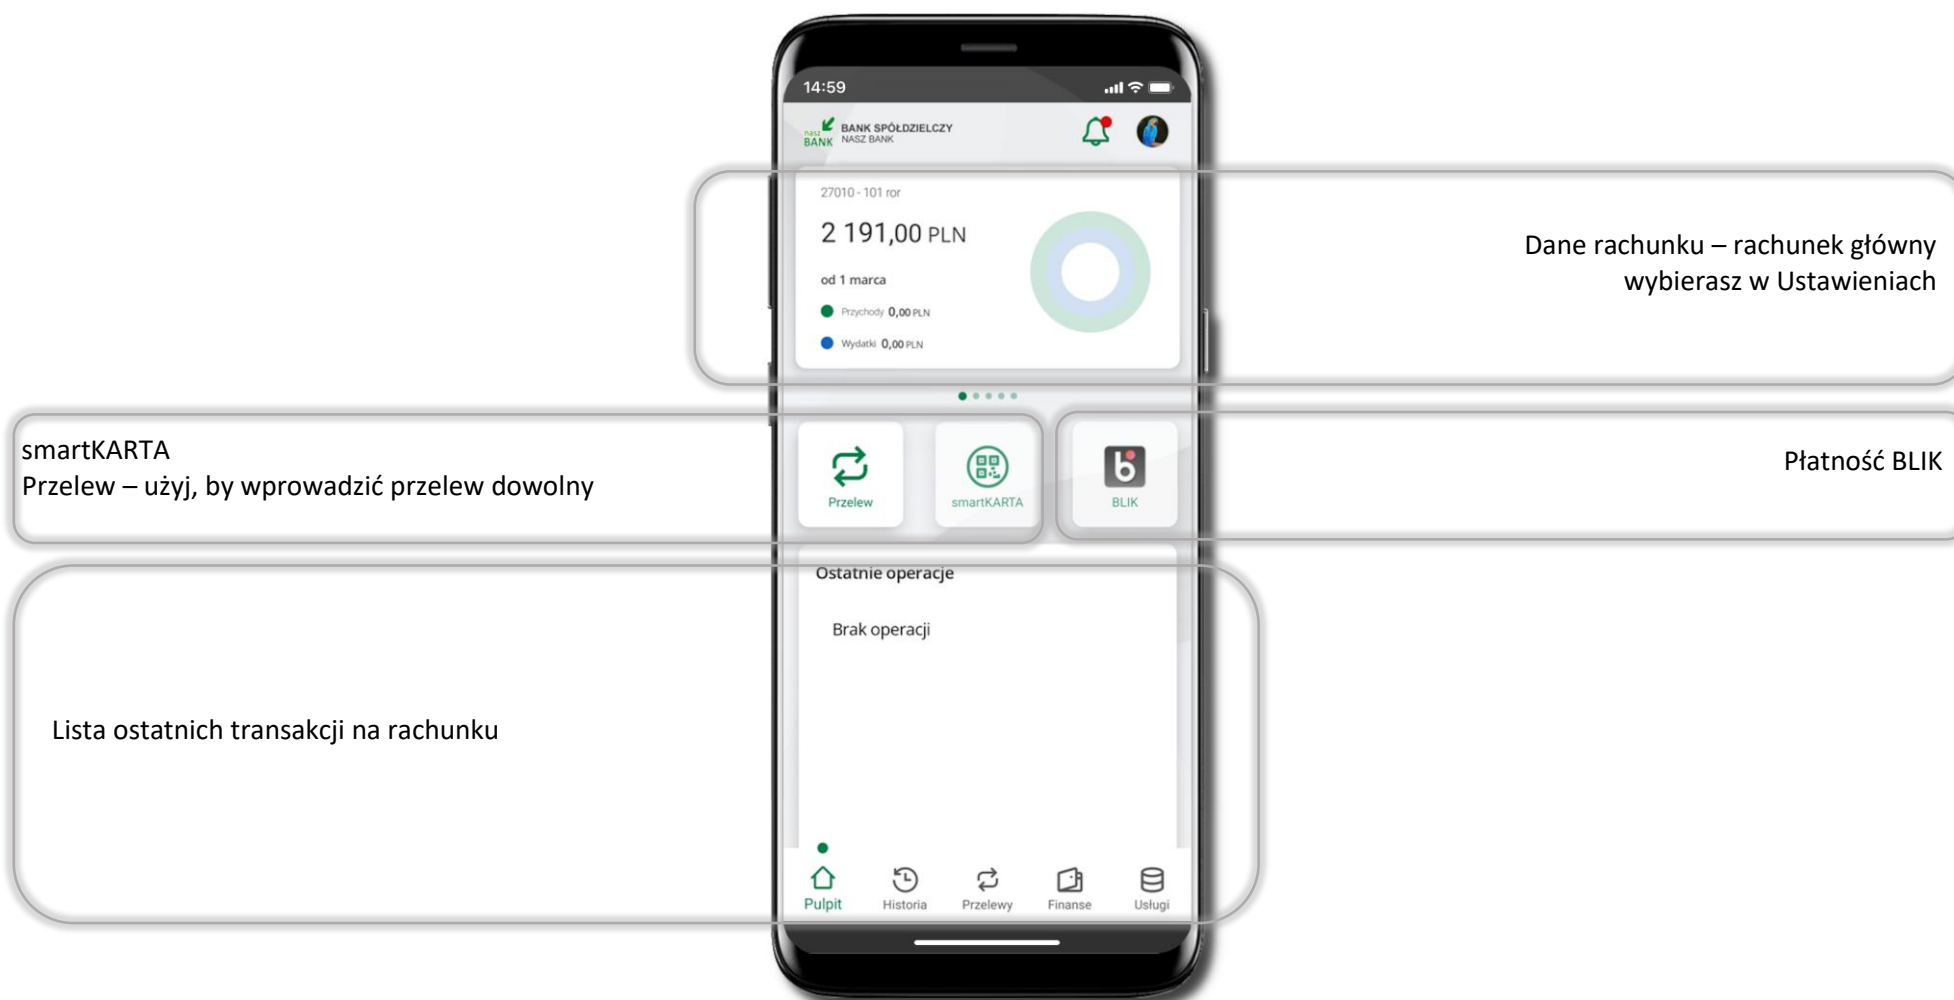 14:59
nasz
BANK
BANK SPÓŁDZIELCZY
NASZ BANK
27010 - 101 ror
2 191,00 PLN
od 1 marca
Przychody 0,00 PLN
Wydatki 0,00 PLN
Dane rachunku – rachunek główny
wybierasz w Ustawieniach
smartKARTA
Przelew – użyj, by wprowadzić przelew dowolny
Przelew
smartKARTA
BLIK
Płatność BLIK
Ostatnie operacje
Brak operacji
Lista ostatnich transakcji na rachunku
Pulpit
Historia
Przelewy
Finanse
Usługi